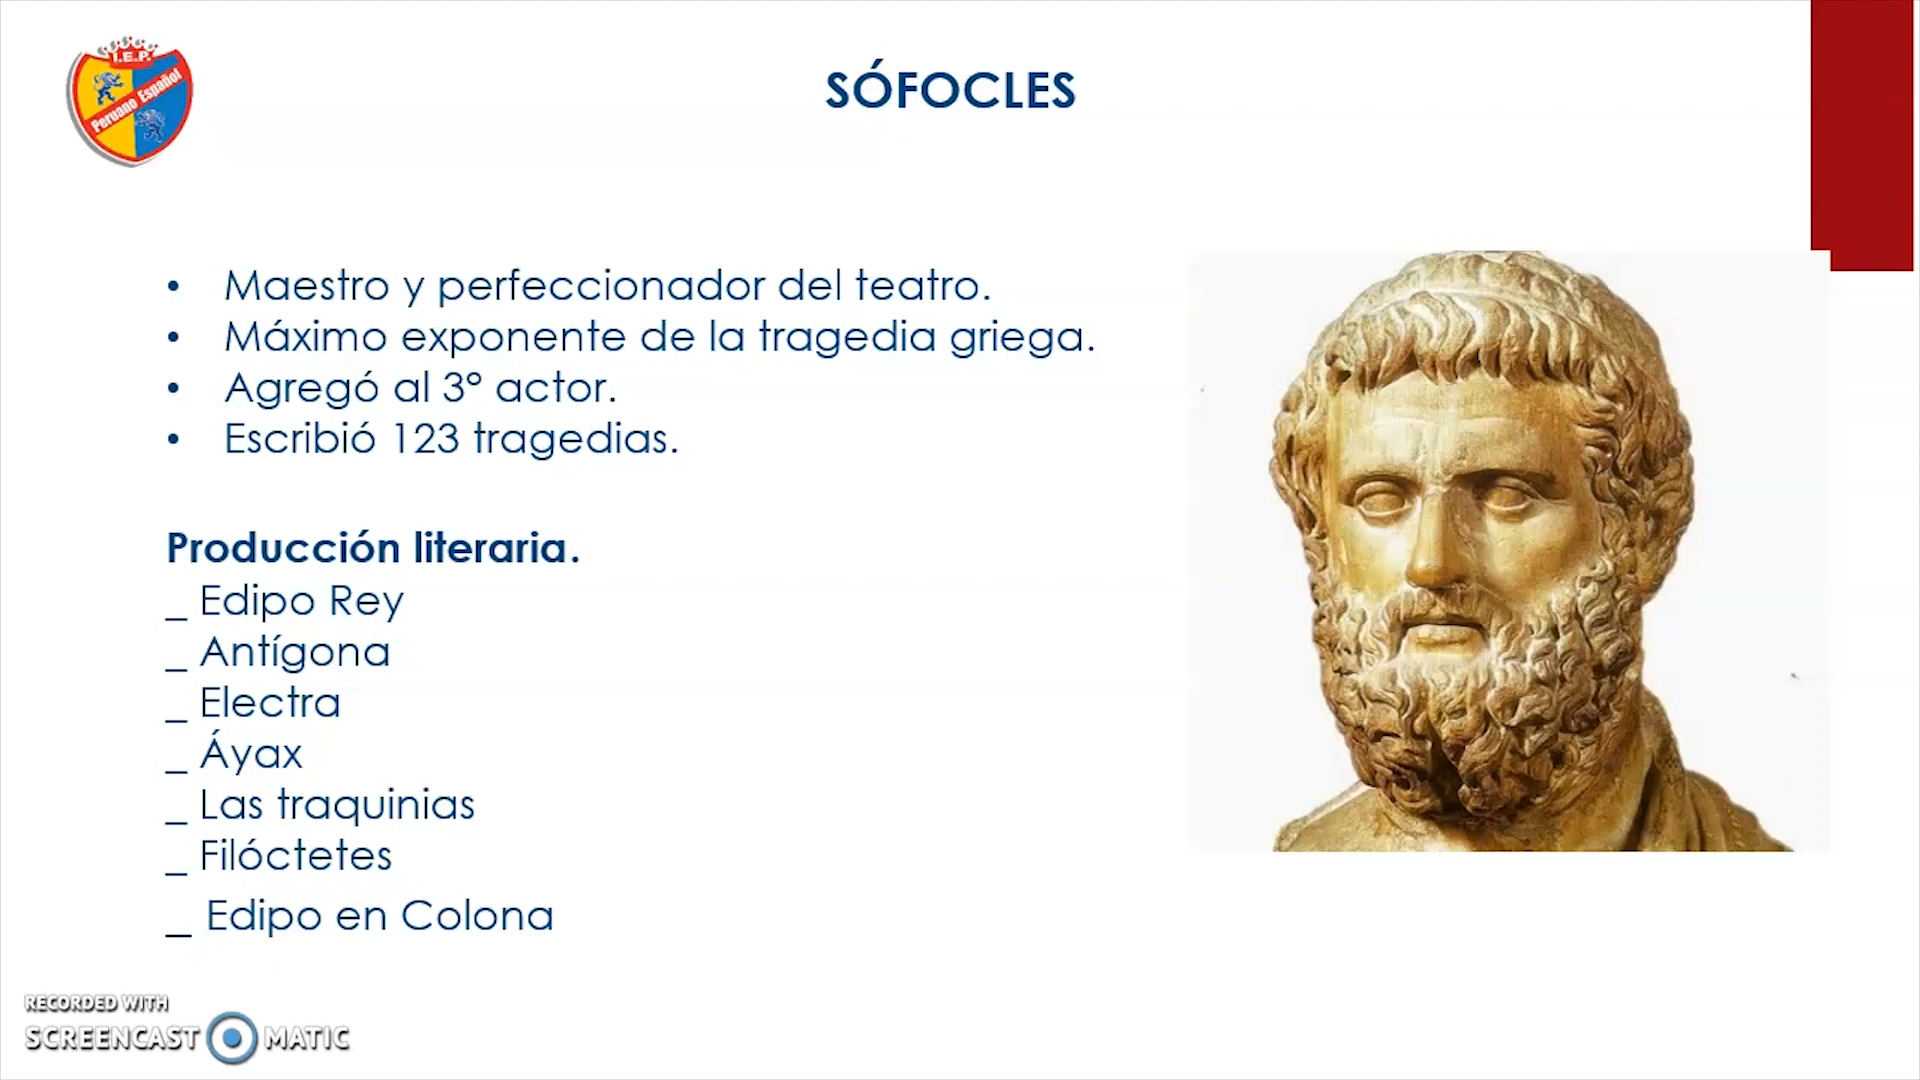 I.E.P.
Peruano Español
SÓFOCLES
• Maestro y perfeccionador del teatro.
• Máximo exponente de la tragedia griega.
• Agregó al 3° actor.
• Escribió 123 tragedias.
Producción literaria.
_ Edipo Rey
_ Antígona
_ Electra
_ Áyax
_ Las traquinias
_ Filóctetes
_ Edipo en Colona
RECORDED WITH
SCREENCAST MATIC